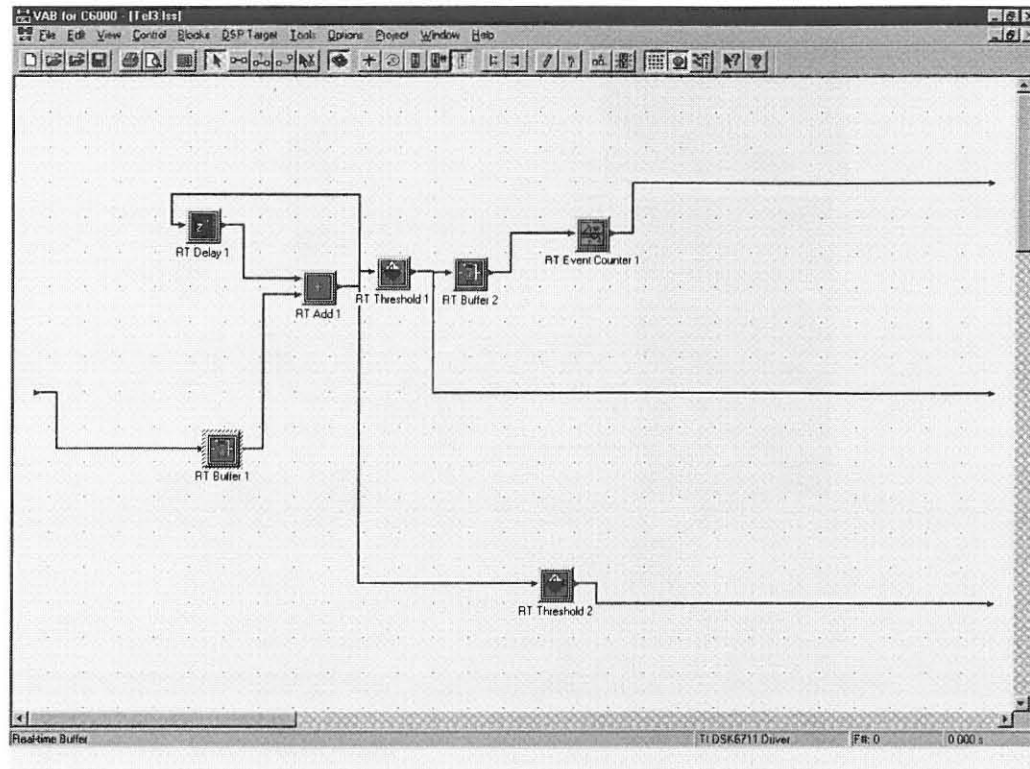 VAB for C6000 - [Tel3.lss]
File Edit View Control Blocks DSP Target Tools Options Project Window Help
RT Delay 1
RT Event Counter 1
RT Add 1
RT Threshold 1
RT Buffer 2
RT Buffer 1
RT Threshold 2
Real-time Buffer
TI DSK6711 Driver
F#: 0
0.000 s